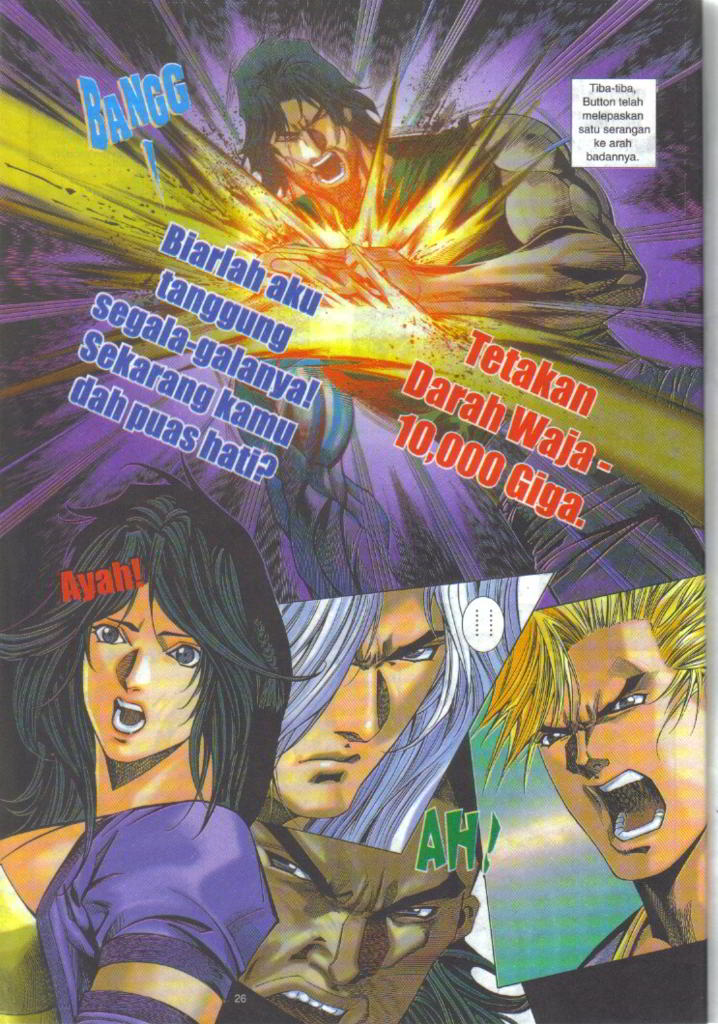 BANGG
!
Tiba-tiba,
Button telah
melepaskan
satu serangan
ke arah
badannya.
Biarlah aku
tanggung
segala-galanya!
Sekarang kamu
dah puas hati?
Tetakan
Darah Waja -
10,000 Giga.
Ayah!
......
AH!
26